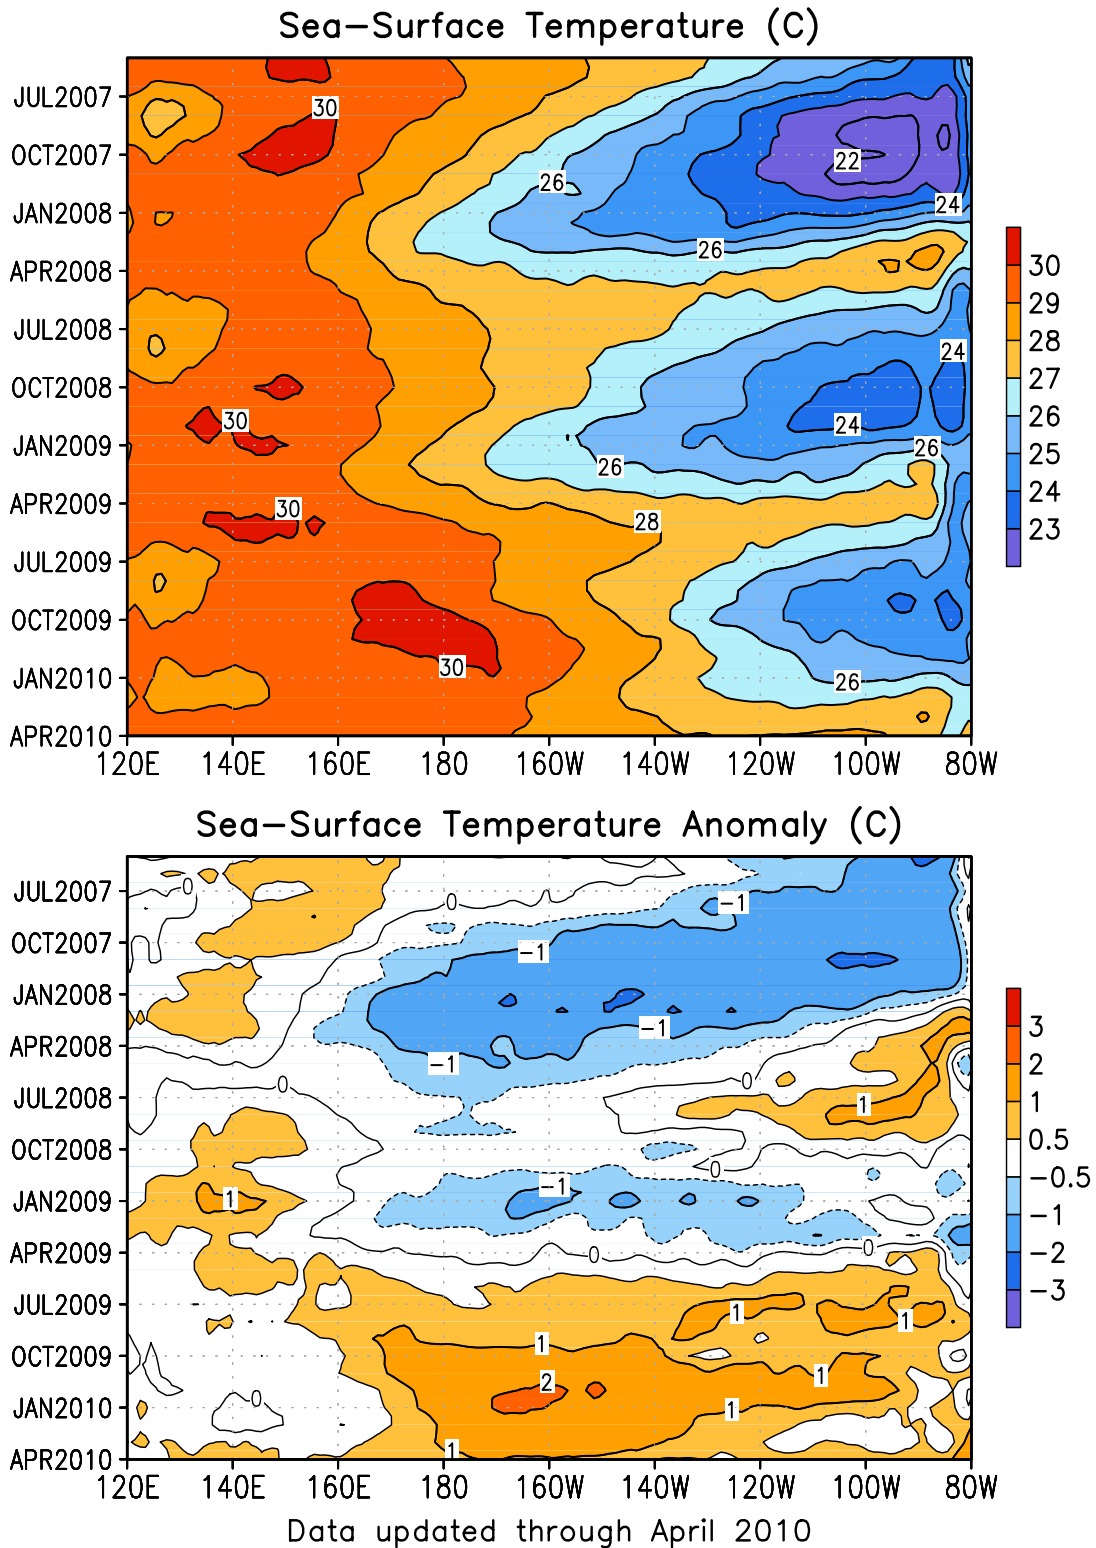 Sea-Surface Temperature (C)
JUL2007
30
OCT2007
22
26
JAN2008
24
26
APR2008
30
29
JUL2008
28
24
27
OCT2008
26
30
24
JAN2009
26
25
26
24
APR2009
30
28
23
JUL2009
OCT2009
30
JAN2010
26
APR2010
120E 140E 160E 180 160W 140W 120W 100W 80W
Sea-Surface Temperature Anomaly (C)
JUL2007
0
0
-1
OCT2007
-1
JAN2008
3
-1
APR2008
-1
2
0
0
JUL2008
1
1
OCT2008
0.5
0
-0.5
JAN2009
1
-1
-1
APR2009
0
0
-2
JUL2009
1
1
-3
OCT2009
1
1
2
JAN2010
0
1
APR2010
1
120E 140E 160E 180 160W 140W 120W 100W 80W
Data updated through April 2010